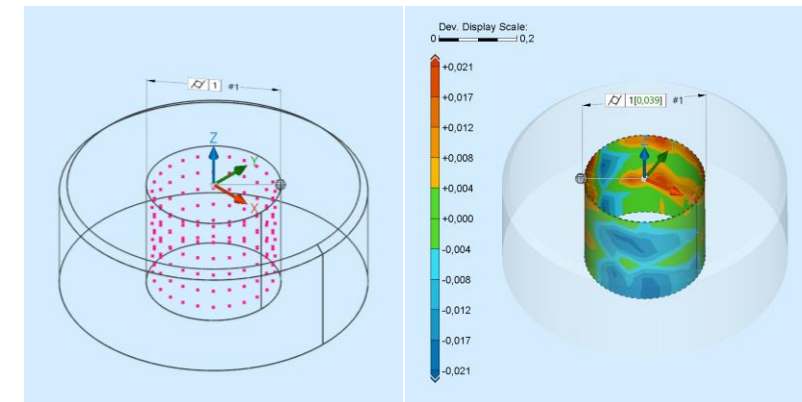 ⌭ 1 #1
Z
Y
X
Dev. Display Scale:
0 0,2
+0,021
+0,017
+0,012
+0,008
+0,004
+0,000
-0,004
-0,008
-0,012
-0,017
-0,021
⌭ 1[0,039] #1